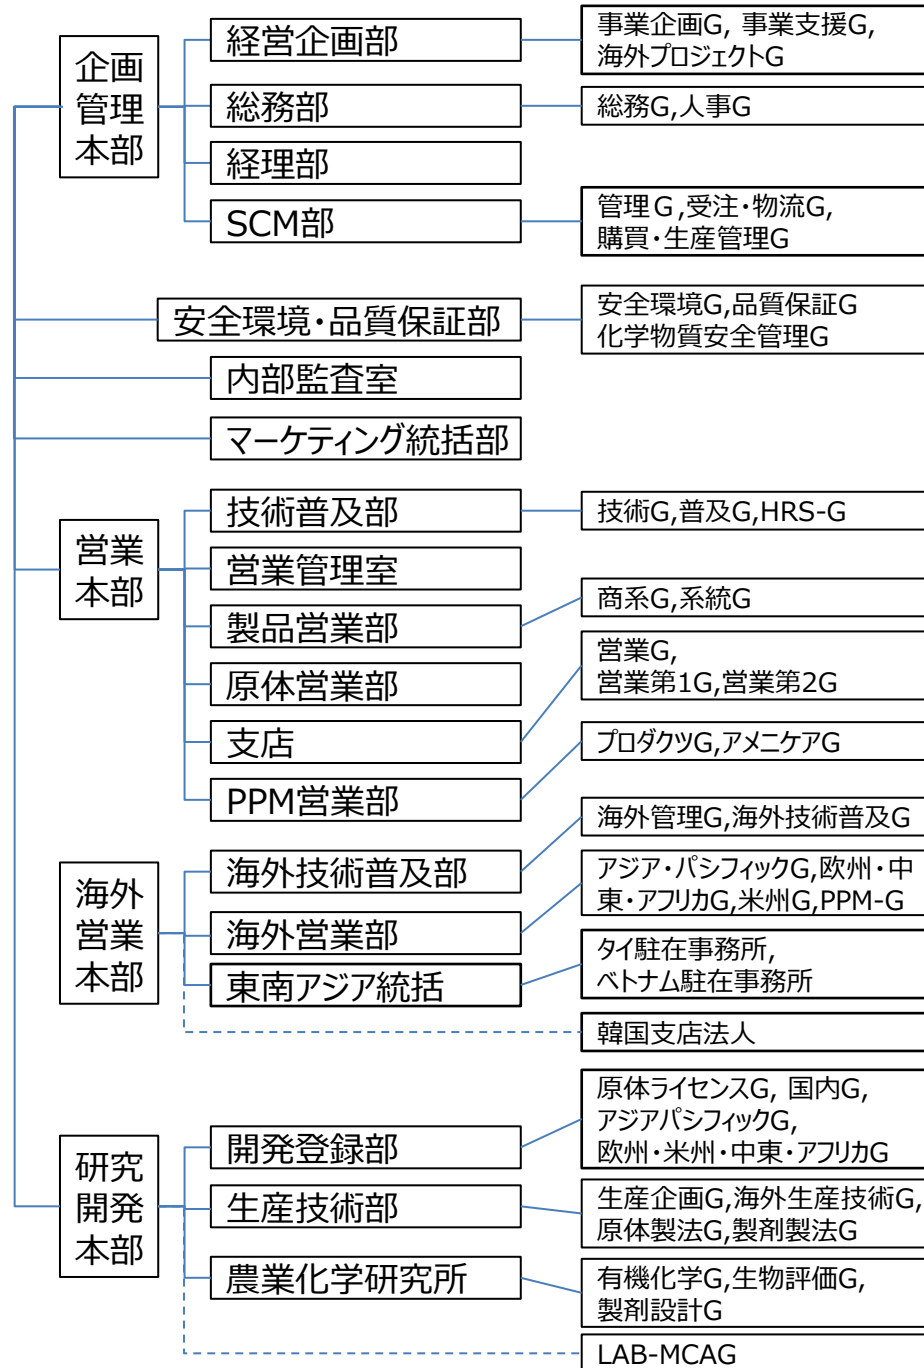 企画
管理
本部
経営企画部
事業企画G, 事業支援G,
海外プロジェクトG
総務部
総務G,人事G
経理部
SCM部
管理Ｇ,受注・物流G,
購買・生産管理G
安全環境・品質保証部
安全環境G,品質保証G
化学物質安全管理G
内部監査室
マーケティング統括部
営業
本部
技術普及部
技術G,普及G,HRS-G
営業管理室
製品営業部
商系G,系統G
原体営業部
支店
営業G,
営業第1G,営業第2G
PPM営業部
プロダクツG,アメニケアG
海外
営業
本部
海外技術普及部
海外管理G,海外技術普及G
海外営業部
アジア・パシフィックG,欧州・中
東・アフリカG,米州G,PPM-G
東南アジア統括
タイ駐在事務所,
ベトナム駐在事務所
韓国支店法人
研究
開発
本部
開発登録部
原体ライセンスG, 国内G,
アジアパシフィックG,
欧州・米州・中東・アフリカG
生産技術部
生産企画G,海外生産技術G,
原体製法G,製剤製法G
農業化学研究所
有機化学G,生物評価G,
製剤設計G
LAB-MCAG